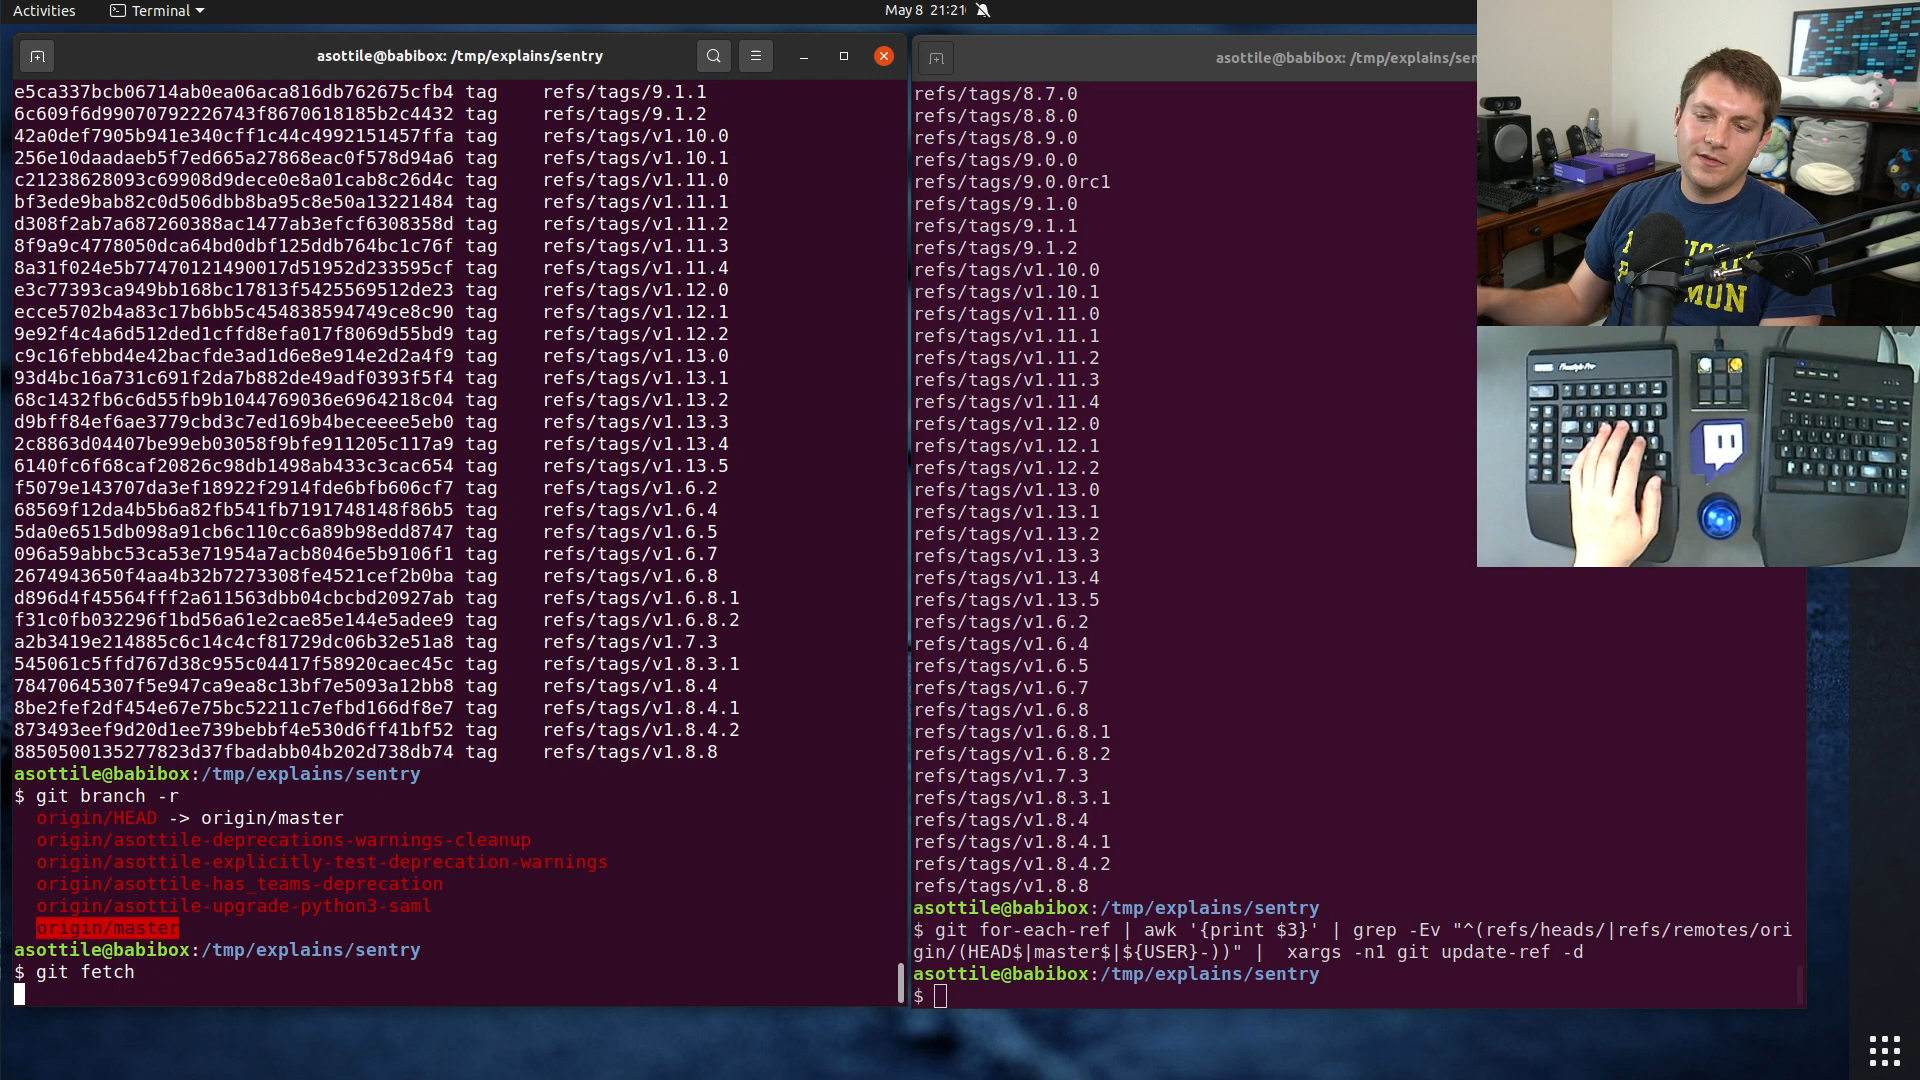 Activities
Terminal
May 8 21:21
asottile@babibox: /tmp/explains/sentry
e5ca337bcb06714ab0ea06aca816db762675cfb4 tag refs/tags/9.1.1
6c609f6d99070792226743f8670618185b2c4432 tag refs/tags/9.1.2
42a0def7905b941e340cff1c44c4992151457ffa tag refs/tags/v1.10.0
256e10daadaeb5f7ed665a27868eac0f578d94a6 tag refs/tags/v1.10.1
c21238628093c69908d9dece0e8a01cab8c26d4c tag refs/tags/v1.11.0
bf3ede9bab82c0d506dbb8ba95c8e50a13221484 tag refs/tags/v1.11.1
d308f2ab7a687260388ac1477ab3efcf6308358d tag refs/tags/v1.11.2
8f9a9c4778050dca64bd0dbf125ddb764bc1c76f tag refs/tags/v1.11.3
8a31f024e5b77470121490017d51952d233595cf tag refs/tags/v1.11.4
e3c77393ca949bb168bc17813f5425569512de23 tag refs/tags/v1.12.0
ecce5702b4a83c17b6bb5c454838594749ce8c90 tag refs/tags/v1.12.1
9e92f4c4a6d512ded1cffd8efa017f8069d55bd9 tag refs/tags/v1.12.2
c9c16febbd4e42bacfde3ad1d6e8e914e2d2a4f9 tag refs/tags/v1.13.0
93d4bc16a731c691f2da7b882de49adf0393f5f4 tag refs/tags/v1.13.1
68c1432fb6c6d55fb9b1044769036e6964218c04 tag refs/tags/v1.13.2
d9bff84ef6ae3779cbd3c7ed169b4beceeee5eb0 tag refs/tags/v1.13.3
2c8863d04407be99eb03058f9bfe911205c117a9 tag refs/tags/v1.13.4
6140fc6f68caf20826c98db1498ab433c3cac654 tag refs/tags/v1.13.5
f5079e143707da3ef18922f2914fde6bfb606cf7 tag refs/tags/v1.6.2
68569f12da4b5b6a82fb541fb7191748148f86b5 tag refs/tags/v1.6.4
5da0e6515db098a91cb6c110cc6a89b98edd8747 tag refs/tags/v1.6.5
096a59abbc53ca53e71954a7acb8046e5b9106f1 tag refs/tags/v1.6.7
2674943650f4aa4b32b7273308fe4521cef2b0ba tag refs/tags/v1.6.8
d896d4f45564fff2a611563dbb04cbcbd20927ab tag refs/tags/v1.6.8.1
f31c0fb032296f1bd56a61e2cae85e144e5adee9 tag refs/tags/v1.6.8.2
a2b3419e214885c6c14c4cf81729dc06b32e51a8 tag refs/tags/v1.7.3
545061c5ffd767d38c955c04417f58920caec45c tag refs/tags/v1.8.3.1
78470645307f5e947ca9ea8c13bf7e5093a12bb8 tag refs/tags/v1.8.4
8be2fef2df454e67e75bc52211c7efbd166df8e7 tag refs/tags/v1.8.4.1
873493eef9d20d1ee739bebbf4e530d6ff41bf52 tag refs/tags/v1.8.4.2
8850500135277823d37fbadabb04b202d738db74 tag refs/tags/v1.8.8
asottile@babibox:/tmp/explains/sentry
$ git branch -r
origin/HEAD -> origin/master
origin/asottile-deprecations-warnings-cleanup
origin/asottile-explicitly-test-deprecation-warnings
origin/asottile-has_teams-deprecation
origin/asottile-upgrade-python3-saml
origin/master
asottile@babibox:/tmp/explains/sentry
$ git fetch
asottile@babibox: /tmp/explains/sen
refs/tags/8.7.0
refs/tags/8.8.0
refs/tags/8.9.0
refs/tags/9.0.0
refs/tags/9.0.0rc1
refs/tags/9.1.0
refs/tags/9.1.1
refs/tags/9.1.2
refs/tags/v1.10.0
refs/tags/v1.10.1
refs/tags/v1.11.0
refs/tags/v1.11.1
refs/tags/v1.11.2
refs/tags/v1.11.3
refs/tags/v1.11.4
refs/tags/v1.12.0
refs/tags/v1.12.1
refs/tags/v1.12.2
refs/tags/v1.13.0
refs/tags/v1.13.1
refs/tags/v1.13.2
refs/tags/v1.13.3
refs/tags/v1.13.4
refs/tags/v1.13.5
refs/tags/v1.6.2
refs/tags/v1.6.4
refs/tags/v1.6.5
refs/tags/v1.6.7
refs/tags/v1.6.8
refs/tags/v1.6.8.1
refs/tags/v1.6.8.2
refs/tags/v1.7.3
refs/tags/v1.8.3.1
refs/tags/v1.8.4
refs/tags/v1.8.4.1
refs/tags/v1.8.4.2
refs/tags/v1.8.8
asottile@babibox:/tmp/explains/sentry
$ git for-each-ref | awk '{print $3}' | grep -Ev "^(refs/heads/|refs/remotes/ori
gin/(HEAD$|master$|${USER}-))" |  xargs -n1 git update-ref -d
asottile@babibox:/tmp/explains/sentry
$
Freestyle Pro